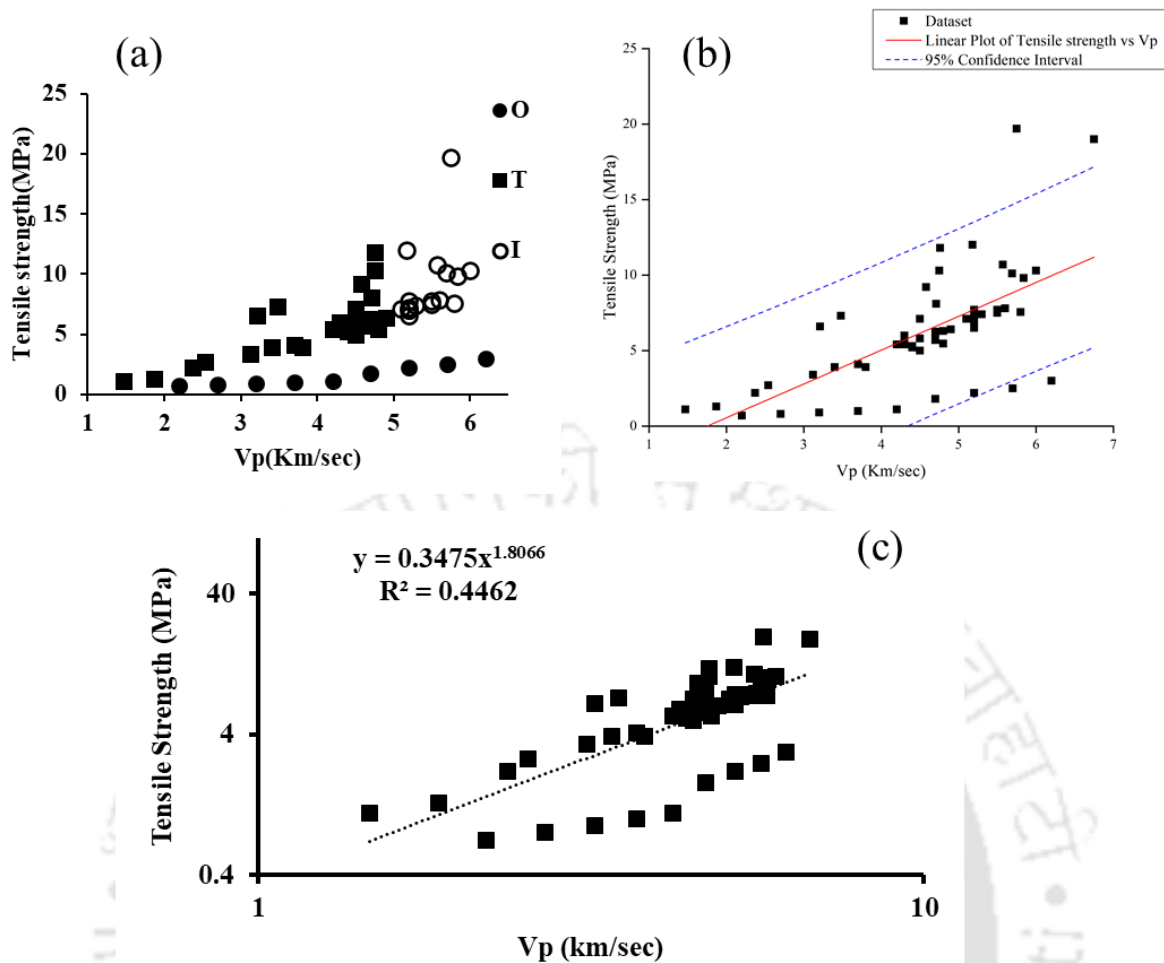 (a)
25
20
15
10
5
0
Tensile strength(MPa)
O
T
I
1 2 3 4 5 6
Vp(Km/sec)
Dataset
Linear Plot of Tensile strength vs Vp
95% Confidence Interval
(b)
25
20
15
10
5
0
Tensile Strength (MPa)
1 2 3 4 5 6 7
Vp (Km/sec)
(c)
y = 0.3475x^1.8066
R² = 0.4462
40
4
0.4
Tensile Strength (MPa)
1 10
Vp (km/sec)